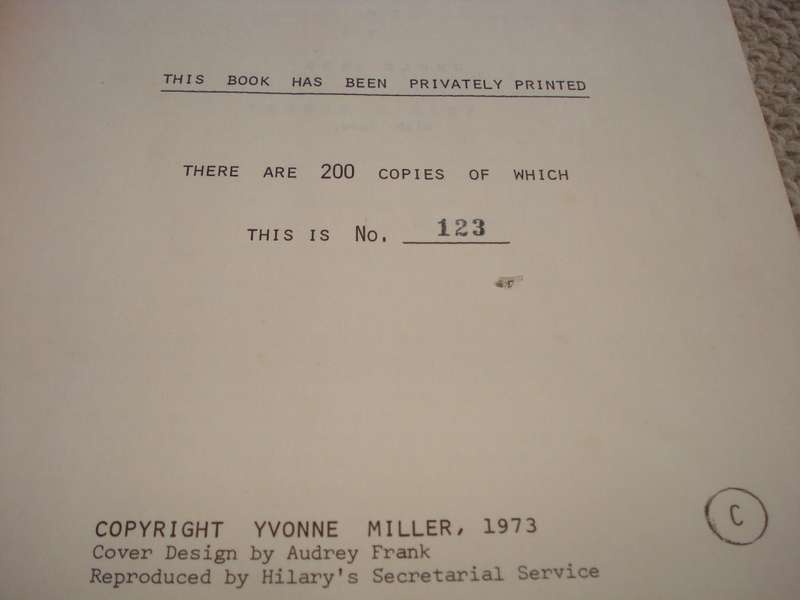 THIS BOOK HAS BEEN PRIVATELY PRINTED
THERE ARE 200 COPIES OF WHICH
THIS IS No. 123
C
COPYRIGHT YVONNE MILLER, 1973
Cover Design by Audrey Frank
Reproduced by Hilary's Secretarial Service